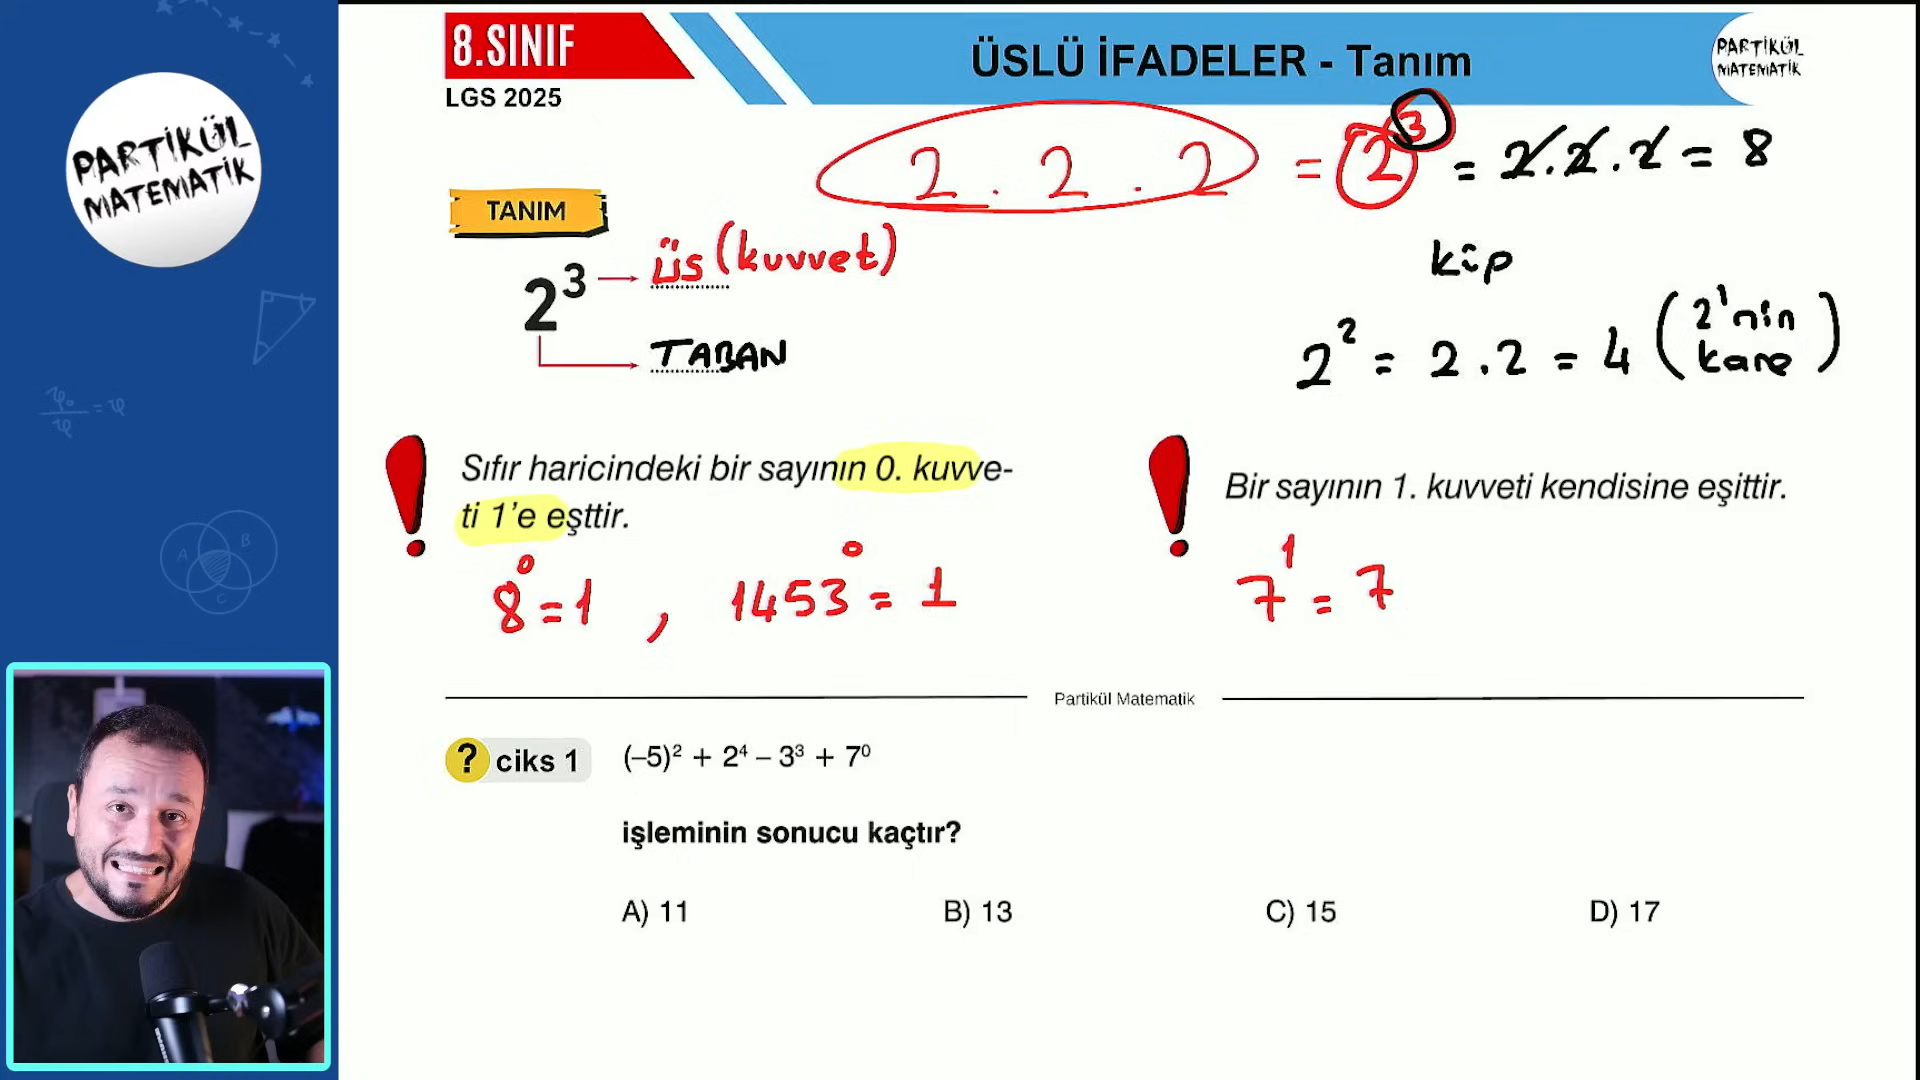 PARTİKÜL
MATEMATİK
8.SINIF
LGS 2025
ÜSLÜ İFADELER - Tanım
PARTİKÜL
MATEMATİK
2 . 2 . 2 = 2³ = 2.2.2 = 8
TANIM
2³
üs (kuvvet)
TABAN
küp
2² = 2.2 = 4 (2'nin kare)
Sıfır haricindeki bir sayının 0. kuvve-
ti 1'e eşttir.
8⁰ = 1 , 1453⁰ = 1
Bir sayının 1. kuvveti kendisine eşittir.
7¹ = 7
Partikül Matematik
? ciks 1
(–5)² + 2⁴ – 3³ + 7⁰
işleminin sonucu kaçtır?
A) 11 B) 13 C) 15 D) 17